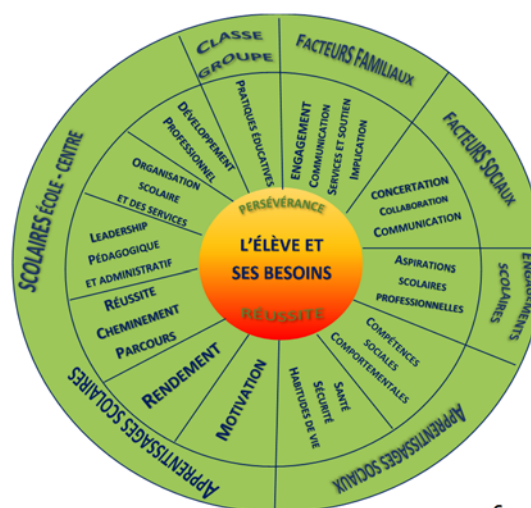 CLASSE
GROUPE
PRATIQUES ÉDUCATIVES
FACTEURS FAMILIAUX
ENGAGEMENT
COMMUNICATION
SERVICES ET SOUTIEN
IMPLICATION
FACTEURS SOCIAUX
CONCERTATION
COLLABORATION
COMMUNICATION
ENGAGEMENTS
SCOLAIRES
ASPIRATIONS
SCOLAIRES
PROFESSIONNELLES
APPRENTISSAGES SOCIAUX
COMPÉTENCES
SOCIALES
COMPORTEMENTALES
SANTÉ
SÉCURITÉ
HABITUDES DE VIE
APPRENTISSAGES SCOLAIRES
MOTIVATION
RENDEMENT
RÉUSSITE
CHEMINEMENT
PARCOURS
SCOLAIRES ÉCOLE - CENTRE
LEADERSHIP
PÉDAGOGIQUE
ET ADMINISTRATIF
ORGANISATION
SCOLAIRE
ET DES SERVICES
DÉVELOPPEMENT
PROFESSIONNEL
PERSÉVÉRANCE
L'ÉLÈVE ET
SES BESOINS
RÉUSSITE